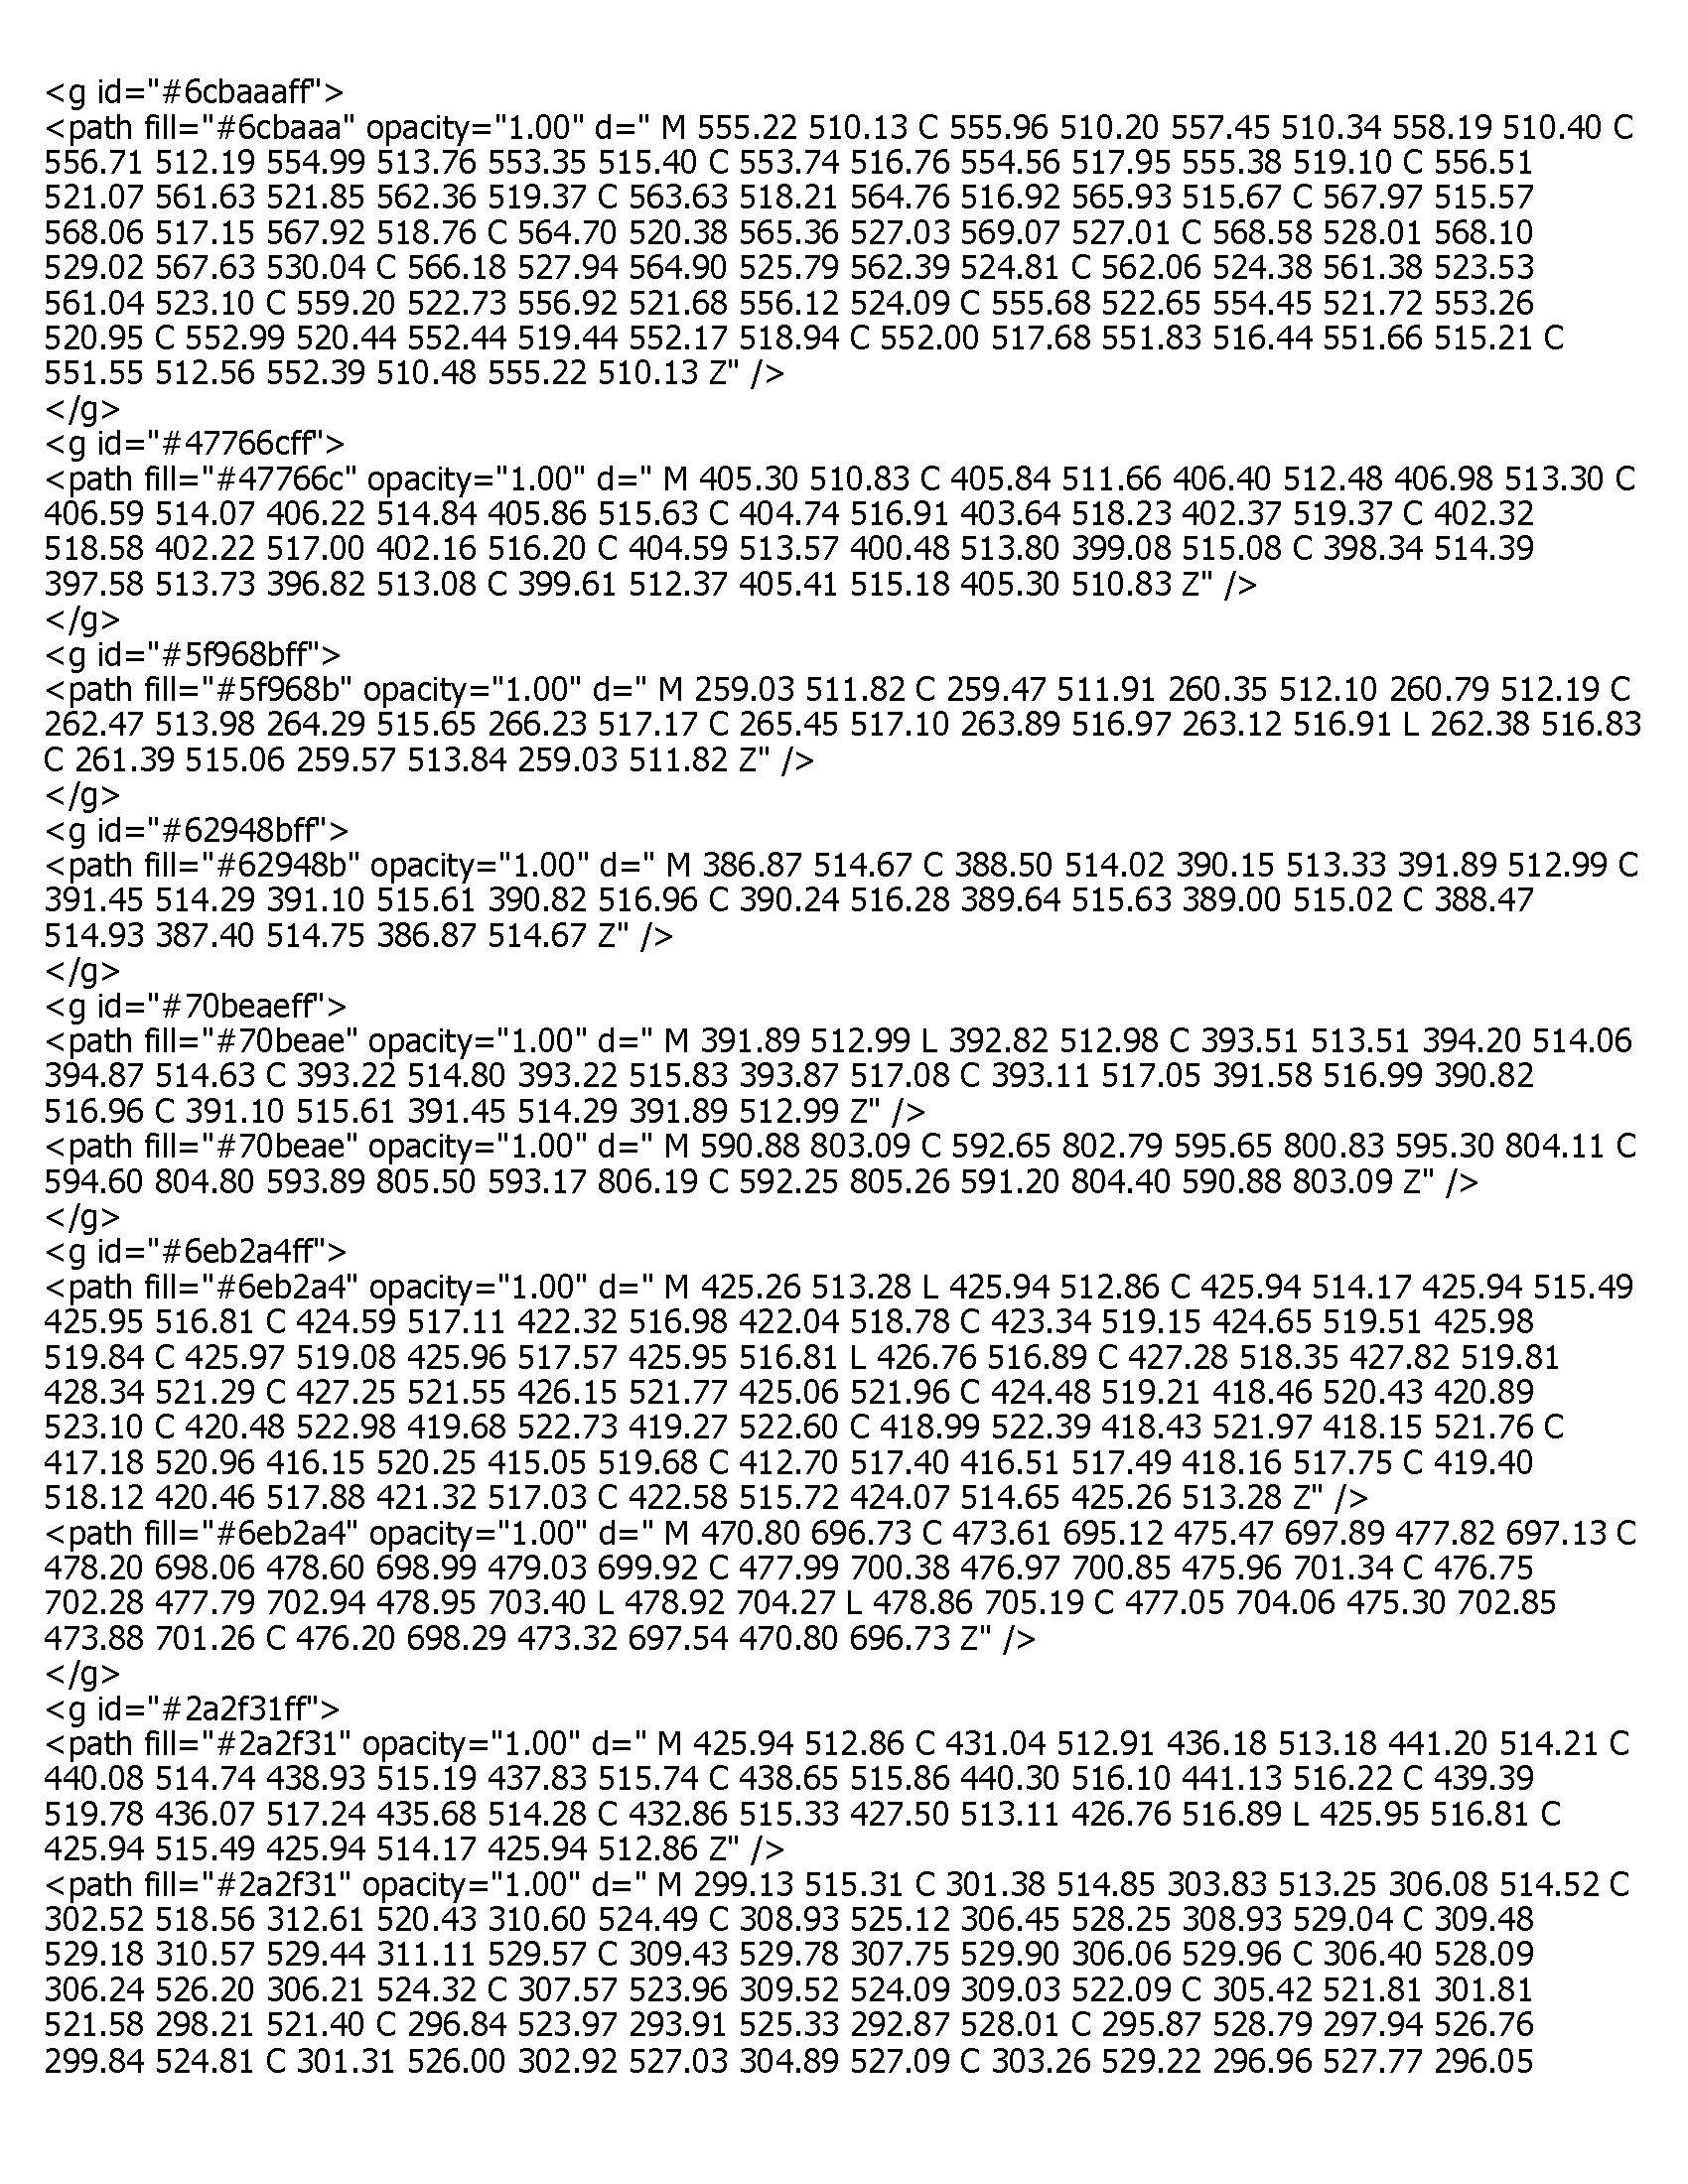 <g id="#6cbaaaff">
<path fill="#6cbaaa" opacity="1.00" d=" M 555.22 510.13 C 555.96 510.20 557.45 510.34 558.19 510.40 C
556.71 512.19 554.99 513.76 553.35 515.40 C 553.74 516.76 554.56 517.95 555.38 519.10 C 556.51
521.07 561.63 521.85 562.36 519.37 C 563.63 518.21 564.76 516.92 565.93 515.67 C 567.97 515.57
568.06 517.15 567.92 518.76 C 564.70 520.38 565.36 527.03 569.07 527.01 C 568.58 528.01 568.10
529.02 567.63 530.04 C 566.18 527.94 564.90 525.79 562.39 524.81 C 562.06 524.38 561.38 523.53
561.04 523.10 C 559.20 522.73 556.92 521.68 556.12 524.09 C 555.68 522.65 554.45 521.72 553.26
520.95 C 552.99 520.44 552.44 519.44 552.17 518.94 C 552.00 517.68 551.83 516.44 551.66 515.21 C
551.55 512.56 552.39 510.48 555.22 510.13 Z" />
</g>
<g id="#47766cff">
<path fill="#47766c" opacity="1.00" d=" M 405.30 510.83 C 405.84 511.66 406.40 512.48 406.98 513.30 C
406.59 514.07 406.22 514.84 405.86 515.63 C 404.74 516.91 403.64 518.23 402.37 519.37 C 402.32
518.58 402.22 517.00 402.16 516.20 C 404.59 513.57 400.48 513.80 399.08 515.08 C 398.34 514.39
397.58 513.73 396.82 513.08 C 399.61 512.37 405.41 515.18 405.30 510.83 Z" />
</g>
<g id="#5f968bff">
<path fill="#5f968b" opacity="1.00" d=" M 259.03 511.82 C 259.47 511.91 260.35 512.10 260.79 512.19 C
262.47 513.98 264.29 515.65 266.23 517.17 C 265.45 517.10 263.89 516.97 263.12 516.91 L 262.38 516.83
C 261.39 515.06 259.57 513.84 259.03 511.82 Z" />
</g>
<g id="#62948bff">
<path fill="#62948b" opacity="1.00" d=" M 386.87 514.67 C 388.50 514.02 390.15 513.33 391.89 512.99 C
391.45 514.29 391.10 515.61 390.82 516.96 C 390.24 516.28 389.64 515.63 389.00 515.02 C 388.47
514.93 387.40 514.75 386.87 514.67 Z" />
</g>
<g id="#70beaeff">
<path fill="#70beae" opacity="1.00" d=" M 391.89 512.99 L 392.82 512.98 C 393.51 513.51 394.20 514.06
394.87 514.63 C 393.22 514.80 393.22 515.83 393.87 517.08 C 393.11 517.05 391.58 516.99 390.82
516.96 C 391.10 515.61 391.45 514.29 391.89 512.99 Z" />
<path fill="#70beae" opacity="1.00" d=" M 590.88 803.09 C 592.65 802.79 595.65 800.83 595.30 804.11 C
594.60 804.80 593.89 805.50 593.17 806.19 C 592.25 805.26 591.20 804.40 590.88 803.09 Z" />
</g>
<g id="#6eb2a4ff">
<path fill="#6eb2a4" opacity="1.00" d=" M 425.26 513.28 L 425.94 512.86 C 425.94 514.17 425.94 515.49
425.95 516.81 C 424.59 517.11 422.32 516.98 422.04 518.78 C 423.34 519.15 424.65 519.51 425.98
519.84 C 425.97 519.08 425.96 517.57 425.95 516.81 L 426.76 516.89 C 427.28 518.35 427.82 519.81
428.34 521.29 C 427.25 521.55 426.15 521.77 425.06 521.96 C 424.48 519.21 418.46 520.43 420.89
523.10 C 420.48 522.98 419.68 522.73 419.27 522.60 C 418.99 522.39 418.43 521.97 418.15 521.76 C
417.18 520.96 416.15 520.25 415.05 519.68 C 412.70 517.40 416.51 517.49 418.16 517.75 C 419.40
518.12 420.46 517.88 421.32 517.03 C 422.58 515.72 424.07 514.65 425.26 513.28 Z" />
<path fill="#6eb2a4" opacity="1.00" d=" M 470.80 696.73 C 473.61 695.12 475.47 697.89 477.82 697.13 C
478.20 698.06 478.60 698.99 479.03 699.92 C 477.99 700.38 476.97 700.85 475.96 701.34 C 476.75
702.28 477.79 702.94 478.95 703.40 L 478.92 704.27 L 478.86 705.19 C 477.05 704.06 475.30 702.85
473.88 701.26 C 476.20 698.29 473.32 697.54 470.80 696.73 Z" />
</g>
<g id="#2a2f31ff">
<path fill="#2a2f31" opacity="1.00" d=" M 425.94 512.86 C 431.04 512.91 436.18 513.18 441.20 514.21 C
440.08 514.74 438.93 515.19 437.83 515.74 C 438.65 515.86 440.30 516.10 441.13 516.22 C 439.39
519.78 436.07 517.24 435.68 514.28 C 432.86 515.33 427.50 513.11 426.76 516.89 L 425.95 516.81 C
425.94 515.49 425.94 514.17 425.94 512.86 Z" />
<path fill="#2a2f31" opacity="1.00" d=" M 299.13 515.31 C 301.38 514.85 303.83 513.25 306.08 514.52 C
302.52 518.56 312.61 520.43 310.60 524.49 C 308.93 525.12 306.45 528.25 308.93 529.04 C 309.48
529.18 310.57 529.44 311.11 529.57 C 309.43 529.78 307.75 529.90 306.06 529.96 C 306.40 528.09
306.24 526.20 306.21 524.32 C 307.57 523.96 309.52 524.09 309.03 522.09 C 305.42 521.81 301.81
521.58 298.21 521.40 C 296.84 523.97 293.91 525.33 292.87 528.01 C 295.87 528.79 297.94 526.76
299.84 524.81 C 301.31 526.00 302.92 527.03 304.89 527.09 C 303.26 529.22 296.96 527.77 296.05